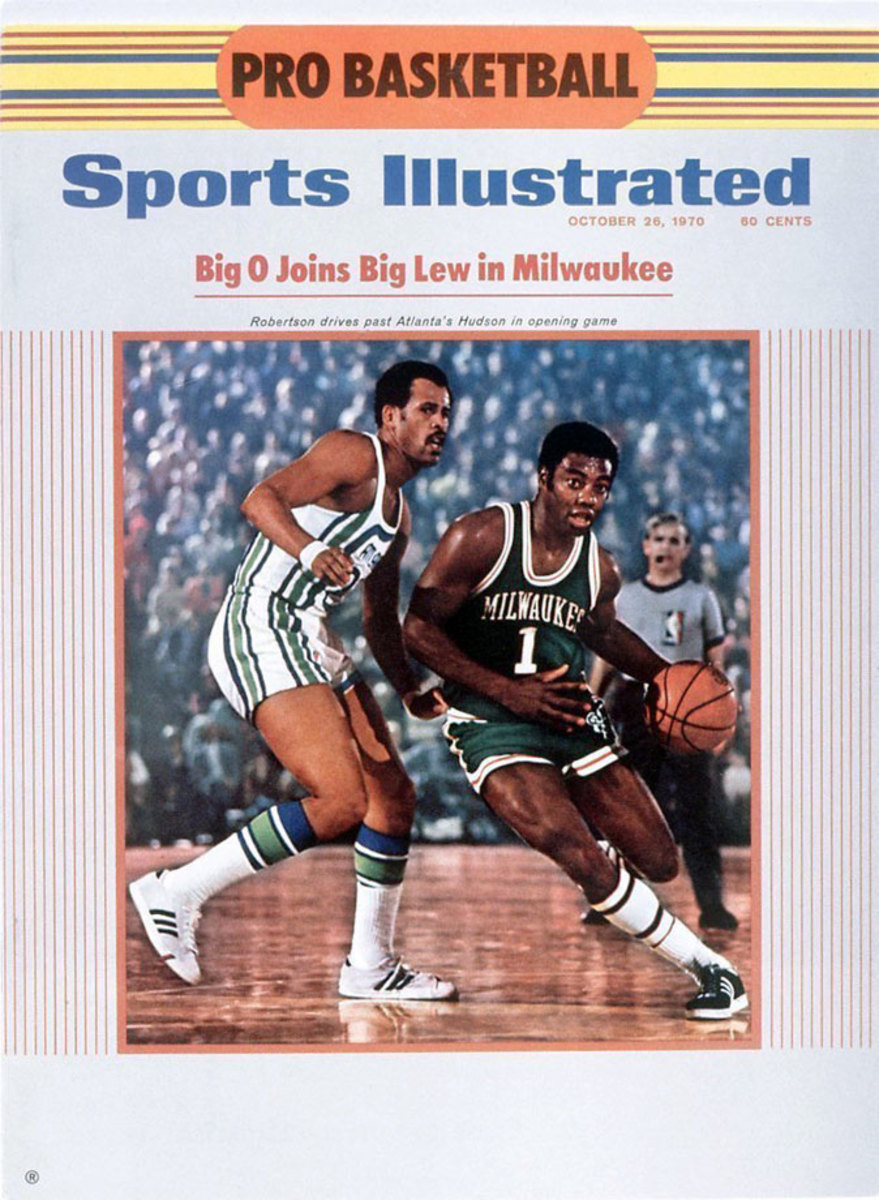 PRO BASKETBALL
Sports Illustrated
OCTOBER 26, 1970 60 CENTS
Big O Joins Big Lew in Milwaukee
Robertson drives past Atlanta's Hudson in opening game
MILWAUKE
1
®